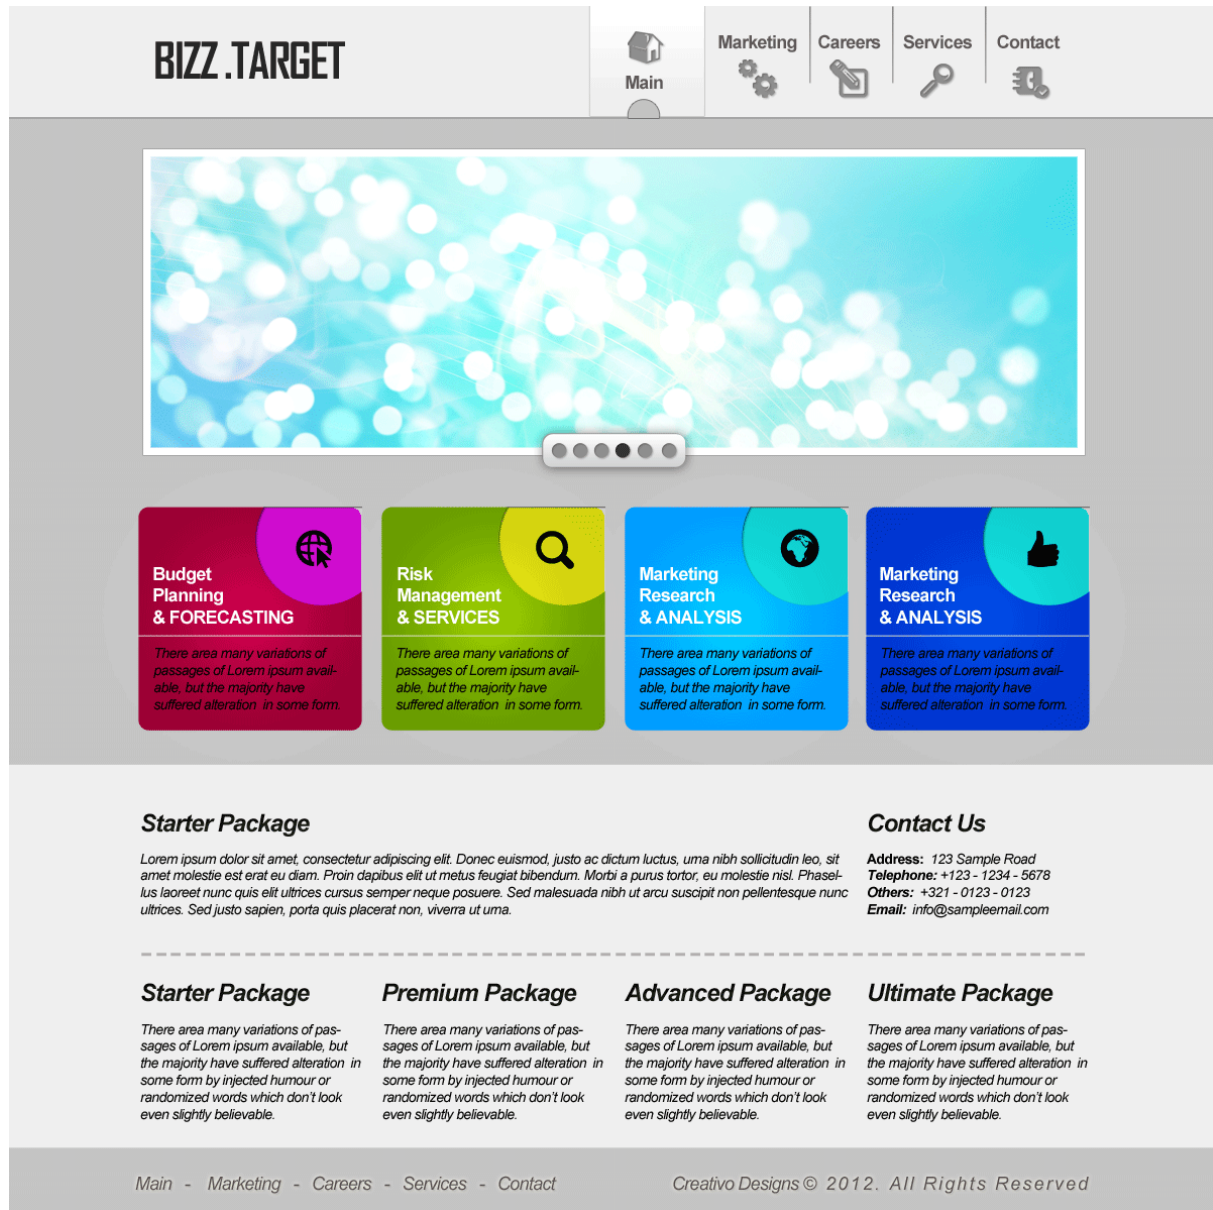 BIZZ .TARGET
Main
Marketing
Careers
Services
Contact
Budget
Planning
& FORECASTING
There area many variations of
passages of Lorem ipsum avail-
able, but the majority have
suffered alteration in some form.
Risk
Management
& SERVICES
There area many variations of
passages of Lorem ipsum avail-
able, but the majority have
suffered alteration in some form.
Marketing
Research
& ANALYSIS
There area many variations of
passages of Lorem ipsum avail-
able, but the majority have
suffered alteration in some form.
Marketing
Research
& ANALYSIS
There area many variations of
passages of Lorem ipsum avail-
able, but the majority have
suffered alteration in some form.
Starter Package
Lorem ipsum dolor sit amet, consectetur adipiscing elit. Donec euismod, justo ac dictum luctus, urna nibh sollicitudin leo, sit
amet molestie est erat eu diam. Proin dapibus elit ut metus feugiat bibendum. Morbi a purus tortor, eu molestie nisl. Phasel-
lus laoreet nunc quis elit ultrices cursus semper neque posuere. Sed malesuada nibh ut arcu suscipit non pellentesque nunc
ultrices. Sed justo sapien, porta quis placerat non, viverra ut urna.
Contact Us
Address: 123 Sample Road
Telephone: +123 - 1234 - 5678
Others: +321 - 0123 - 0123
Email: info@sampleemail.com
Starter Package
There area many variations of pas-
sages of Lorem ipsum available, but
the majority have suffered alteration in
some form by injected humour or
randomized words which don't look
even slightly believable.
Premium Package
There area many variations of pas-
sages of Lorem ipsum available, but
the majority have suffered alteration in
some form by injected humour or
randomized words which don't look
even slightly believable.
Advanced Package
There area many variations of pas-
sages of Lorem ipsum available, but
the majority have suffered alteration in
some form by injected humour or
randomized words which don't look
even slightly believable.
Ultimate Package
There area many variations of pas-
sages of Lorem ipsum available, but
the majority have suffered alteration in
some form by injected humour or
randomized words which don't look
even slightly believable.
Main - Marketing - Careers - Services - Contact
Creativo Designs © 2012. All Rights Reserved